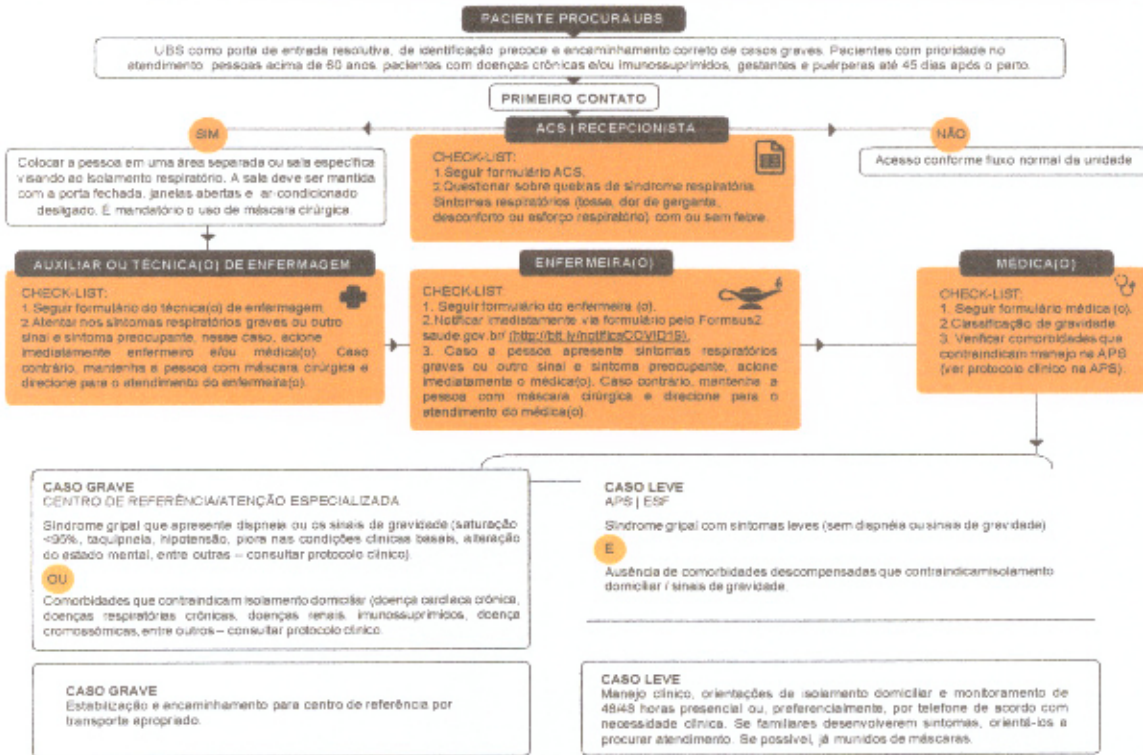 PACIENTE PROCURA UBS
UBS como porta de entrada resolutiva, de identificação precoce e encaminhamento correto de casos graves. Pacientes com prioridade no
atendimento: pessoas acima de 60 anos, pacientes com doenças crônicas e/ou imunossuprimidos, gestantes e puérperas até 45 dias após o parto.
PRIMEIRO CONTATO
SIM
ACS | RECEPCIONISTA
NÃO
Colocar a pessoa em uma área separada ou sala específica
visando ao isolamento respiratório. A sala deve ser mantida
com a porta fechada, janelas abertas e ar-condicionado
desligado. É mandatório o uso de máscara cirúrgica.
CHECK-LIST:
1.Seguir formulário ACS.
2.Questionar sobre queixas de síndrome respiratória.
Sintomas respiratórios (tosse, dor de garganta,
desconforto ou esforço respiratório) com ou sem febre.
Acesso conforme fluxo normal da unidade
AUXILIAR OU TÉCNICA(O) DE ENFERMAGEM
CHECK-LIST:
1.Seguir formulário do técnica(o) de enfermagem.
2.Atentar nos sintomas respiratórios graves ou outro
sinal e sintoma preocupante, nesse caso, acione
imediatamente enfermeiro e/ou médica(o). Caso
contrário, mantenha a pessoa com máscara cirúrgica e
direcione para o atendimento do enfermeira(o).
ENFERMEIRA(O)
CHECK-LIST:
1. Seguir formulário do enfermeira (o).
2.Notificar imediatamente via formulário pelo Formsus2.
saude.gov.br/ (http://bit.ly/notificaCOVID19).
3. Caso a pessoa apresente sintomas respiratórios
graves ou outro sinal e sintoma preocupante, acione
imediatamente o médica(o). Caso contrário, mantenha a
pessoa com máscara cirúrgica e direcione para o
atendimento do médica(o).
MÉDICA(O)
CHECK-LIST:
1. Seguir formulário médica (o).
2.Classificação de gravidade.
3. Verificar comorbidades que
contraindicam manejo na APS
(ver protocolo clínico na APS).
CASO GRAVE
CENTRO DE REFERÊNCIA/ATENÇÃO ESPECIALIZADA
Síndrome gripal que apresente dispneia ou os sinais de gravidade (saturação
<95%, taquipneia, hipotensão, piora nas condições clínicas basais, alteração
do estado mental, entre outras – consultar protocolo clínico).
OU
Comorbidades que contraindicam isolamento domiciliar (doença cardíaca crônica,
doenças respiratórias crônicas, doenças renais, imunossuprimidos, doença
cromossômicas, entre outros – consultar protocolo clínico.
CASO LEVE
APS | ESF
Síndrome gripal com sintomas leves (sem dispnéia ou sinais de gravidade)
E
Ausência de comorbidades descompensadas que contraindicamisolamento
domiciliar / sinais de gravidade.
CASO GRAVE
Estabilização e encaminhamento para centro de referência por
transporte apropriado.
CASO LEVE
Manejo clínico, orientações de isolamento domiciliar e monitoramento de
48/48 horas presencial ou, preferencialmente, por telefone de acordo com
necessidade clínica. Se familiares desenvolverem sintomas, orientá-los a
procurar atendimento. Se possível, já munidos de máscaras.